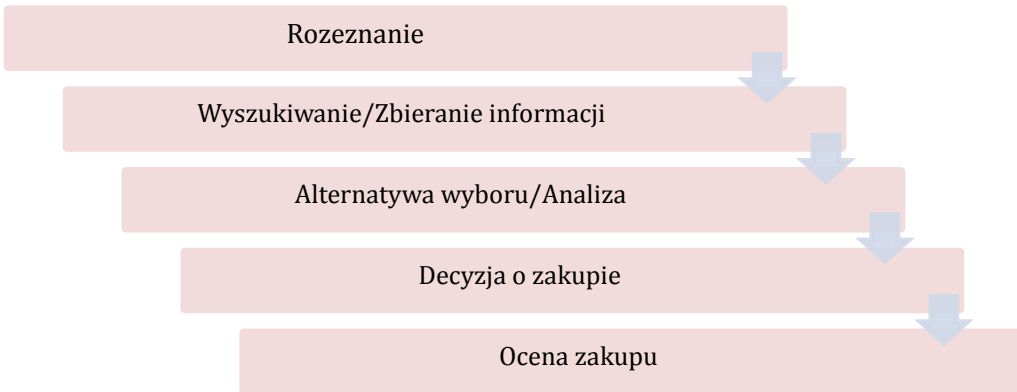 Rozeznanie
Wyszukiwanie/Zbieranie informacji
Alternatywa wyboru/Analiza
Decyzja o zakupie
Ocena zakupu